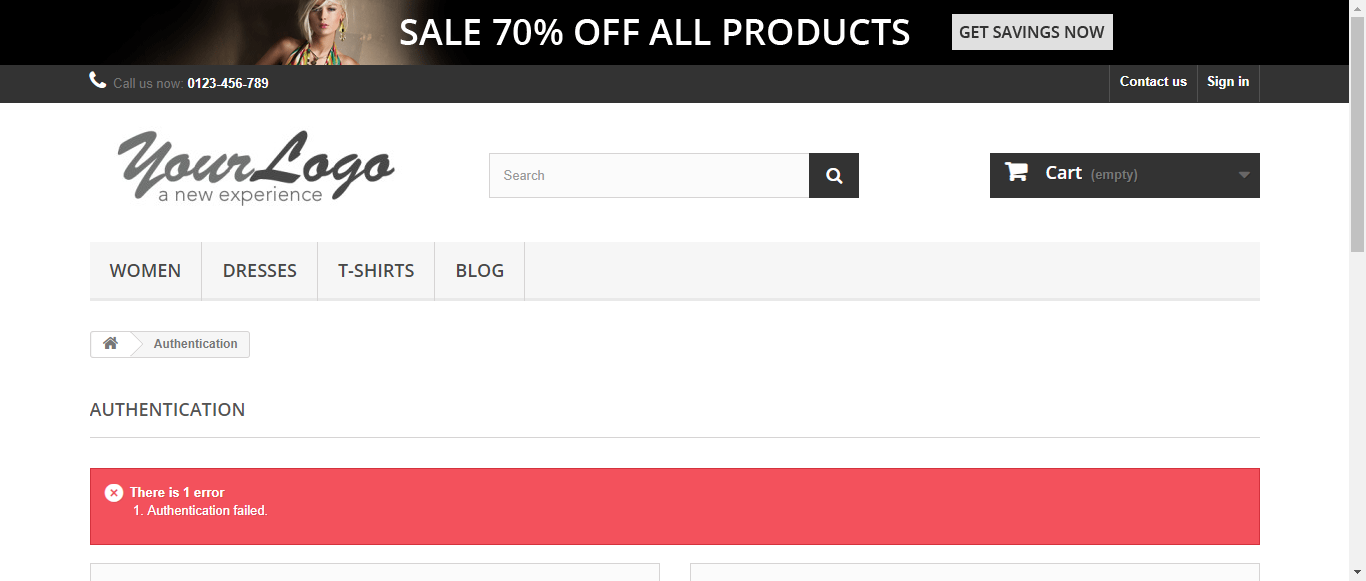 SALE 70% OFF ALL PRODUCTS GET SAVINGS NOW
Call us now: 0123-456-789 Contact us Sign in
YourLogo
a new experience
Search
Cart (empty)
WOMEN DRESSES T-SHIRTS BLOG
Authentication
AUTHENTICATION
There is 1 error
1. Authentication failed.